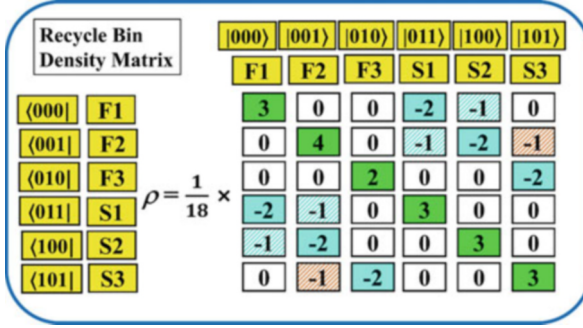 Recycle Bin
Density Matrix
|000⟩ |001⟩ |010⟩ |011⟩ |100⟩ |101⟩
F1 F2 F3 S1 S2 S3
⟨000| F1 3 0 0 -2 -1 0
⟨001| F2 0 4 0 -1 -2 -1
⟨010| F3 0 0 2 0 0 -2
ρ = 1/18 ×
⟨011| S1 -2 -1 0 3 0 0
⟨100| S2 -1 -2 0 0 3 0
⟨101| S3 0 -1 -2 0 0 3